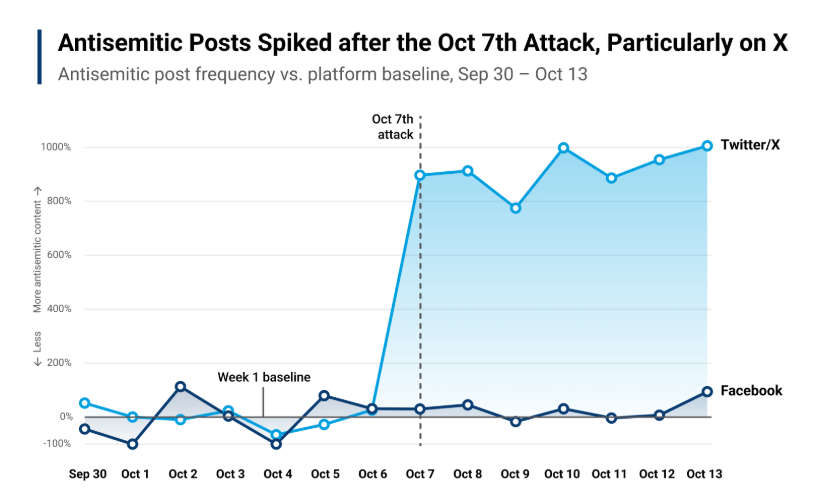 Antisemitic Posts Spiked after the Oct 7th Attack, Particularly on X
Antisemitic post frequency vs. platform baseline, Sep 30 – Oct 13
Oct 7th
attack
1000%
Twitter/X
800%
600%
400%
200%
0%
-100%
More antisemitic content →
← Less
Week 1 baseline
Facebook
Sep 30 Oct 1 Oct 2 Oct 3 Oct 4 Oct 5 Oct 6 Oct 7 Oct 8 Oct 9 Oct 10 Oct 11 Oct 12 Oct 13